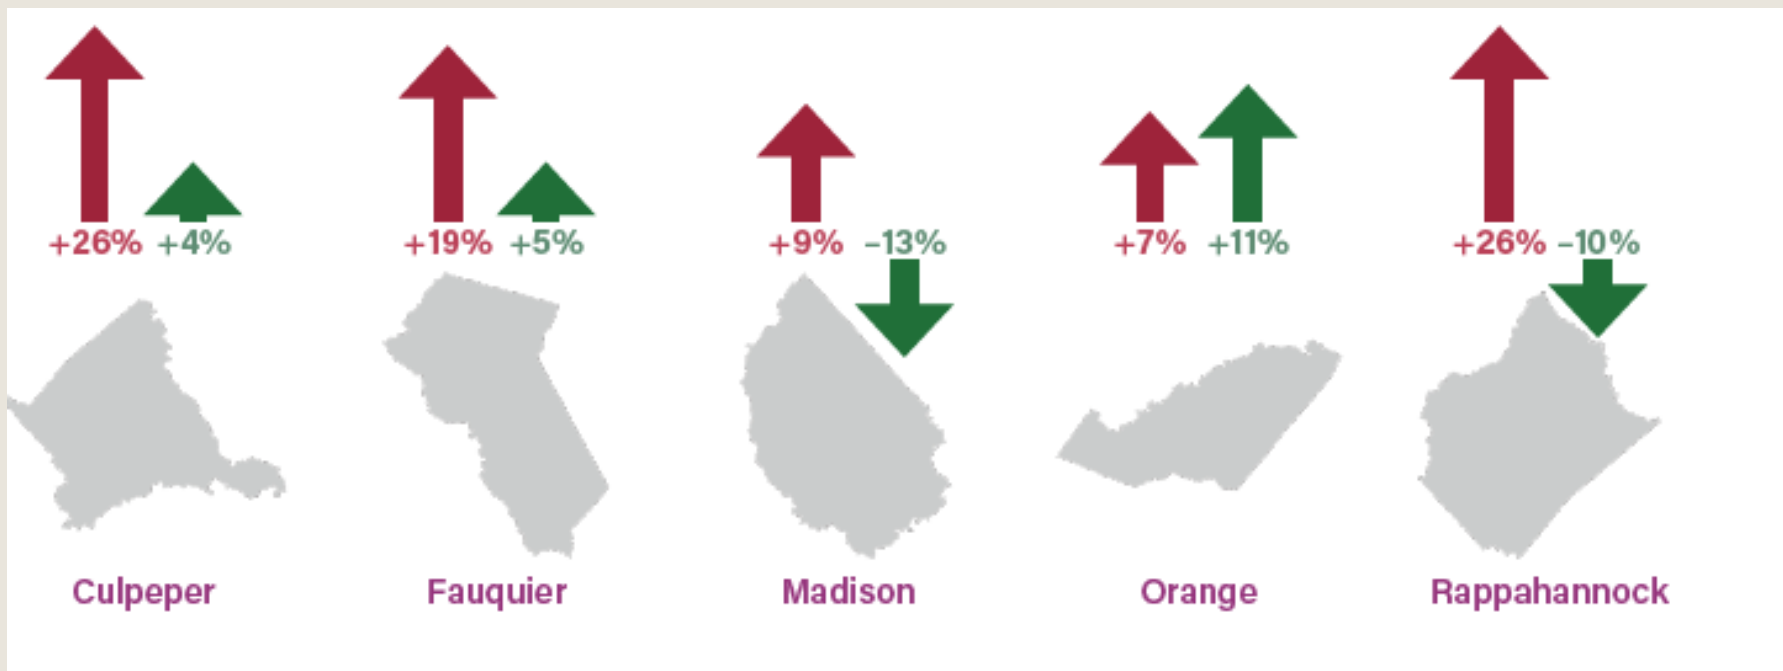 +26% +4%
+19% +5%
+9% –13%
+7% +11%
+26% –10%
Culpeper
Fauquier
Madison
Orange
Rappahannock